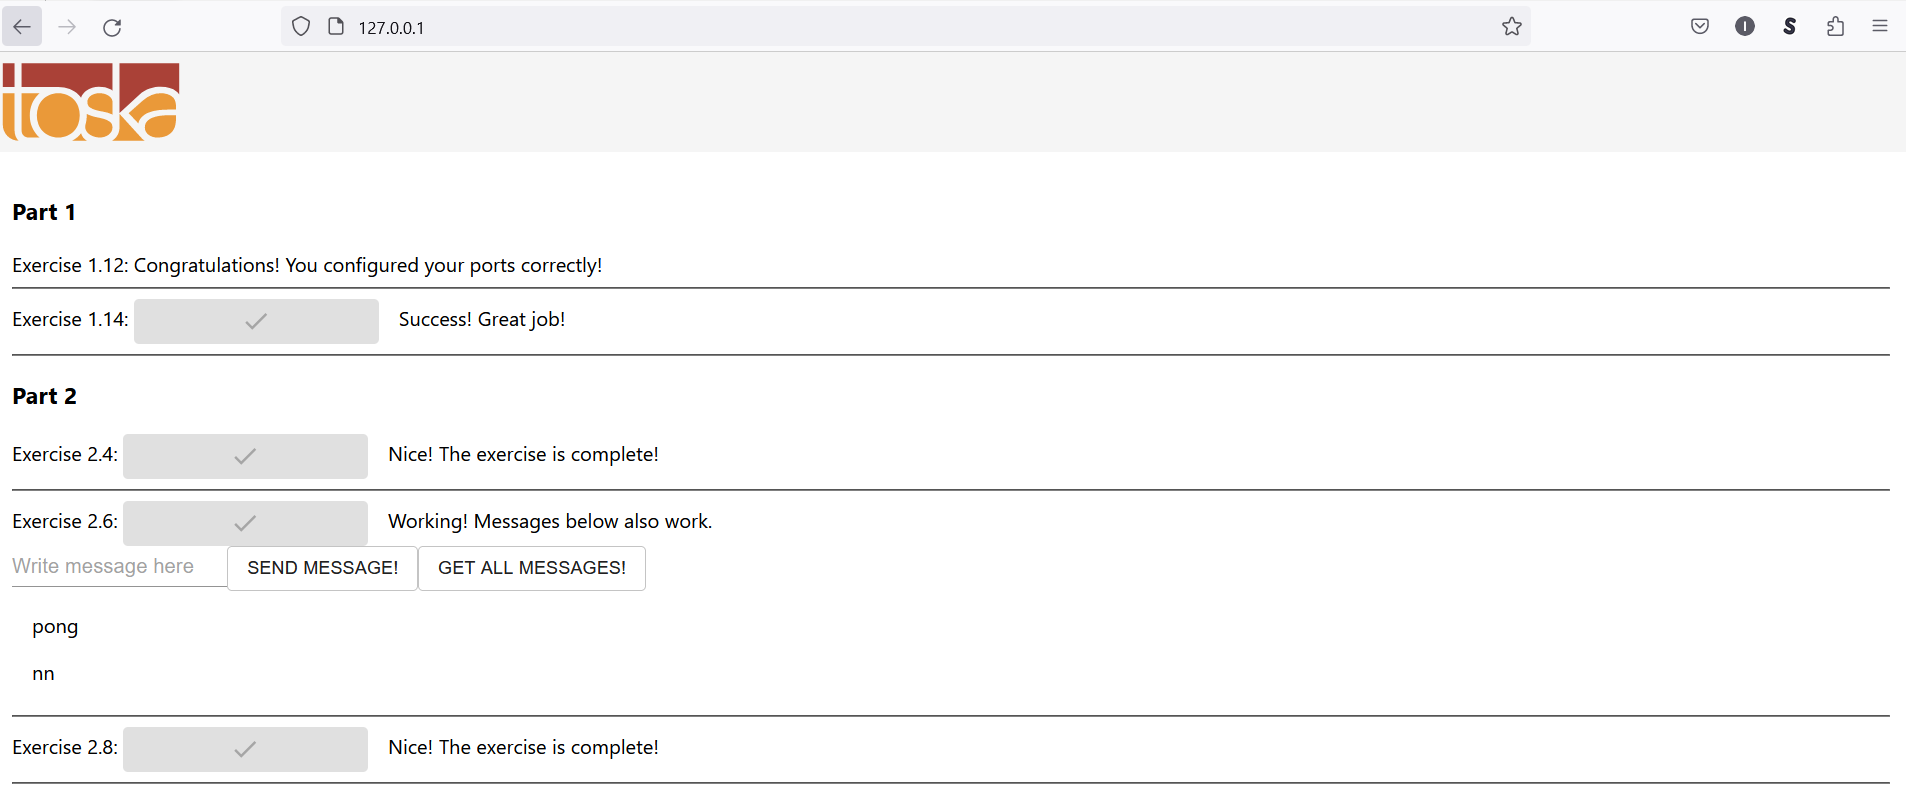 127.0.0.1
toska
Part 1
Exercise 1.12: Congratulations! You configured your ports correctly!
Exercise 1.14: Success! Great job!
Part 2
Exercise 2.4: Nice! The exercise is complete!
Exercise 2.6: Working! Messages below also work.
Write message here SEND MESSAGE! GET ALL MESSAGES!
pong
nn
Exercise 2.8: Nice! The exercise is complete!